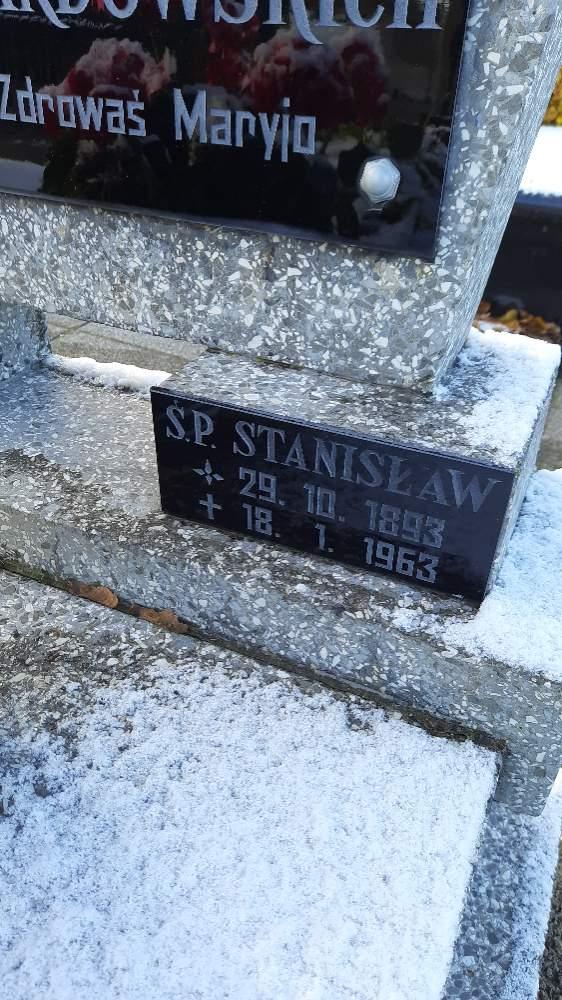 Zdrowaś Maryjo
Ś.P. STANISŁAW
29. 10. 1893
+ 18. 1. 1963